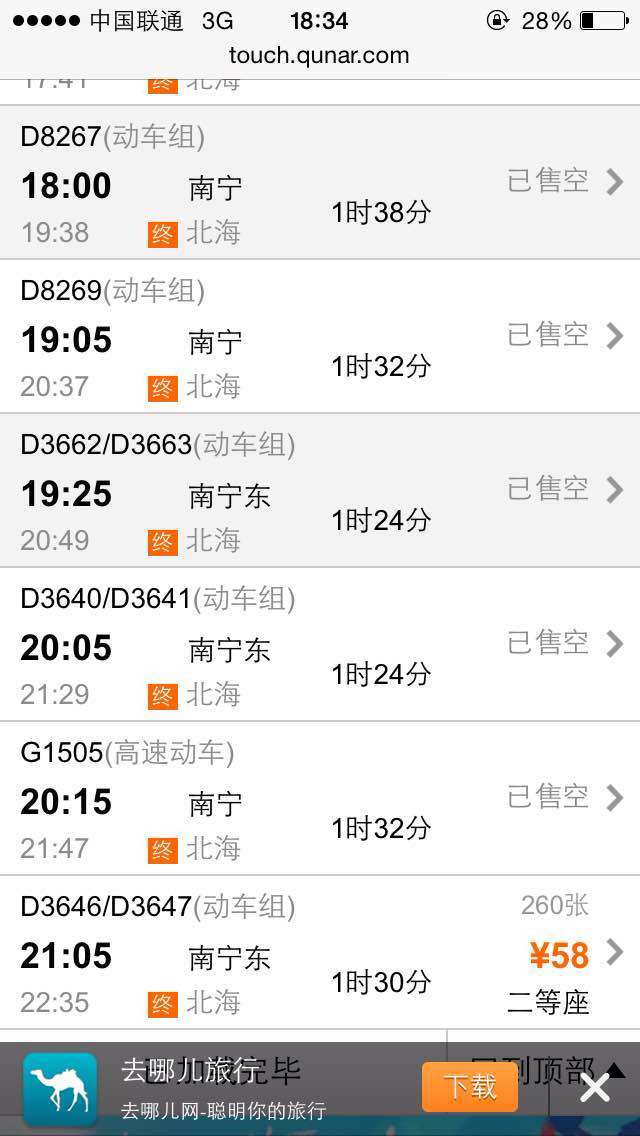 中国联通 3G 18:34 28%
touch.qunar.com
17:41 终 北海
D8267(动车组)
18:00 南宁 1时38分 已售空
19:38 终 北海
D8269(动车组)
19:05 南宁 1时32分 已售空
20:37 终 北海
D3662/D3663(动车组)
19:25 南宁东 1时24分 已售空
20:49 终 北海
D3640/D3641(动车组)
20:05 南宁东 1时24分 已售空
21:29 终 北海
G1505(高速动车)
20:15 南宁 1时32分 已售空
21:47 终 北海
D3646/D3647(动车组) 260张
21:05 南宁东 1时30分 ¥58
22:35 终 北海 二等座
已加载完毕 回到顶部
去哪儿旅行 下载
去哪儿网-聪明你的旅行